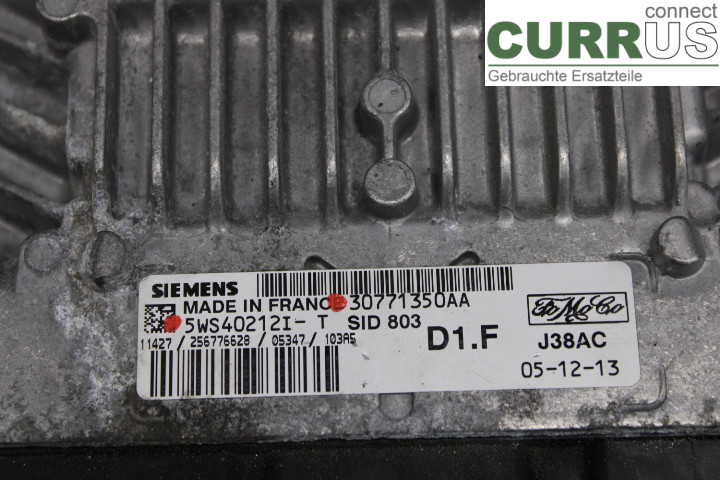 connect
CURRUS
Gebrauchte Ersatzteile
SIEMENS
MADE IN FRANCE 30771350AA
5WS40212I-T SID 803
11427 / 256776628 / 05347 / 103A5
D1.F
FoMoCo
J38AC
05-12-13